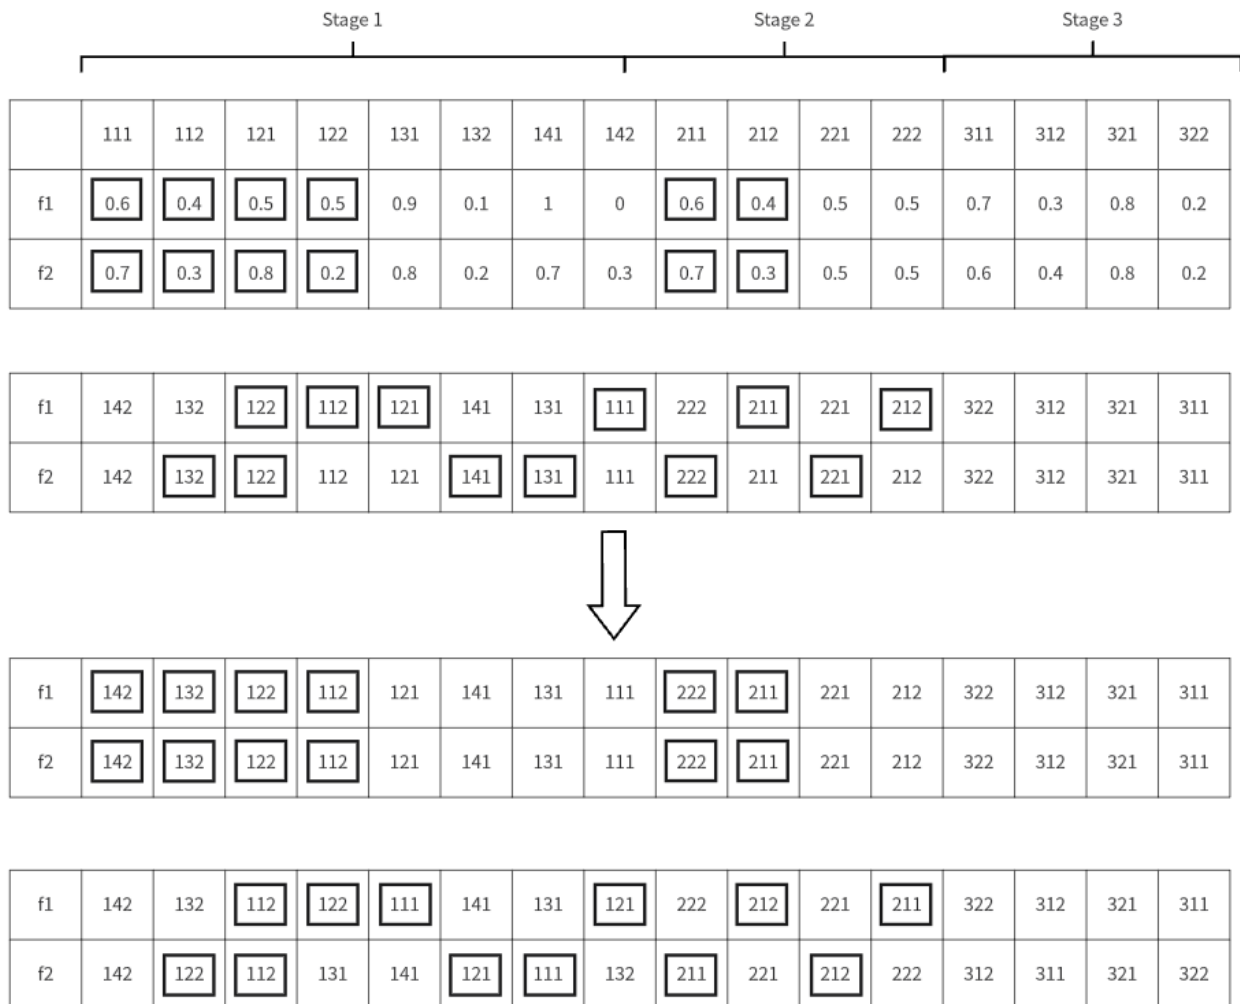 Stage 1 Stage 2 Stage 3
111 112 121 122 131 132 141 142 211 212 221 222 311 312 321 322
f1 0.6 0.4 0.5 0.5 0.9 0.1 1 0 0.6 0.4 0.5 0.5 0.7 0.3 0.8 0.2
f2 0.7 0.3 0.8 0.2 0.8 0.2 0.7 0.3 0.7 0.3 0.5 0.5 0.6 0.4 0.8 0.2
f1 142 132 122 112 121 141 131 111 222 211 221 212 322 312 321 311
f2 142 132 122 112 121 141 131 111 222 211 221 212 322 312 321 311
f1 142 132 122 112 121 141 131 111 222 211 221 212 322 312 321 311
f2 142 132 122 112 121 141 131 111 222 211 221 212 322 312 321 311
f1 142 132 112 122 111 141 131 121 222 212 221 211 322 312 321 311
f2 142 122 112 131 141 121 111 132 211 221 212 222 312 311 321 322